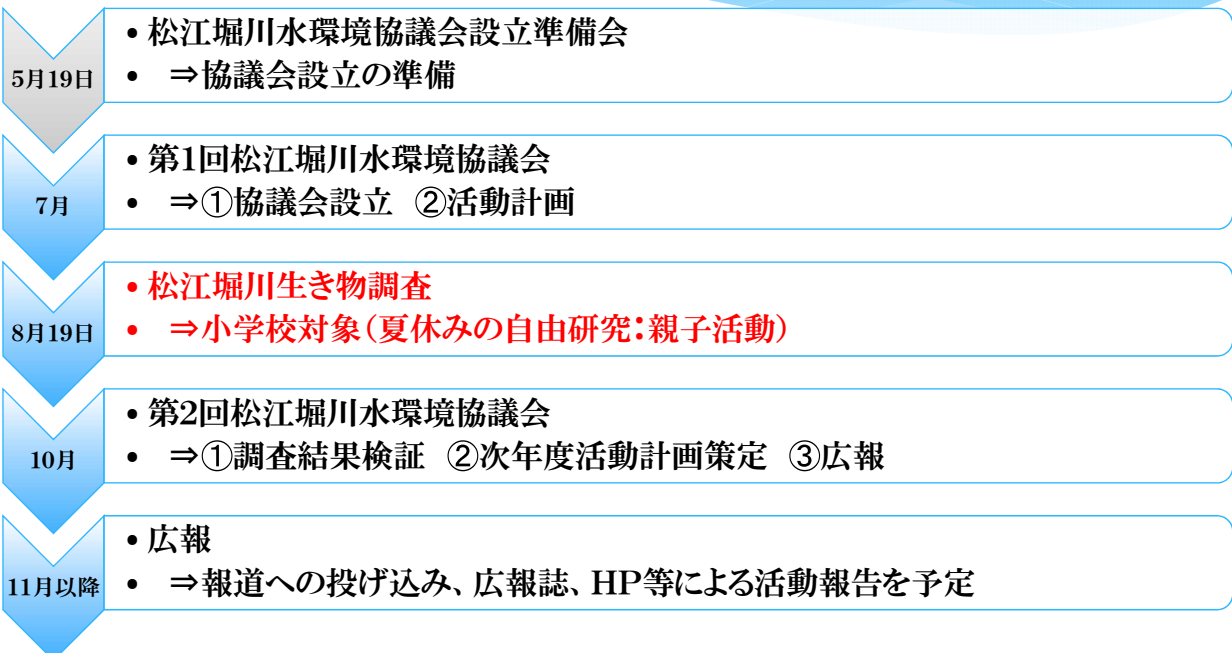 5月19日
• 松江堀川水環境協議会設立準備会
• ⇒協議会設立の準備
7月
• 第1回松江堀川水環境協議会
• ⇒①協議会設立 ②活動計画
8月19日
• 松江堀川生き物調査
• ⇒小学校対象（夏休みの自由研究：親子活動）
10月
• 第2回松江堀川水環境協議会
• ⇒①調査結果検証 ②次年度活動計画策定 ③広報
11月以降
• 広報
• ⇒報道への投げ込み、広報誌、HP等による活動報告を予定